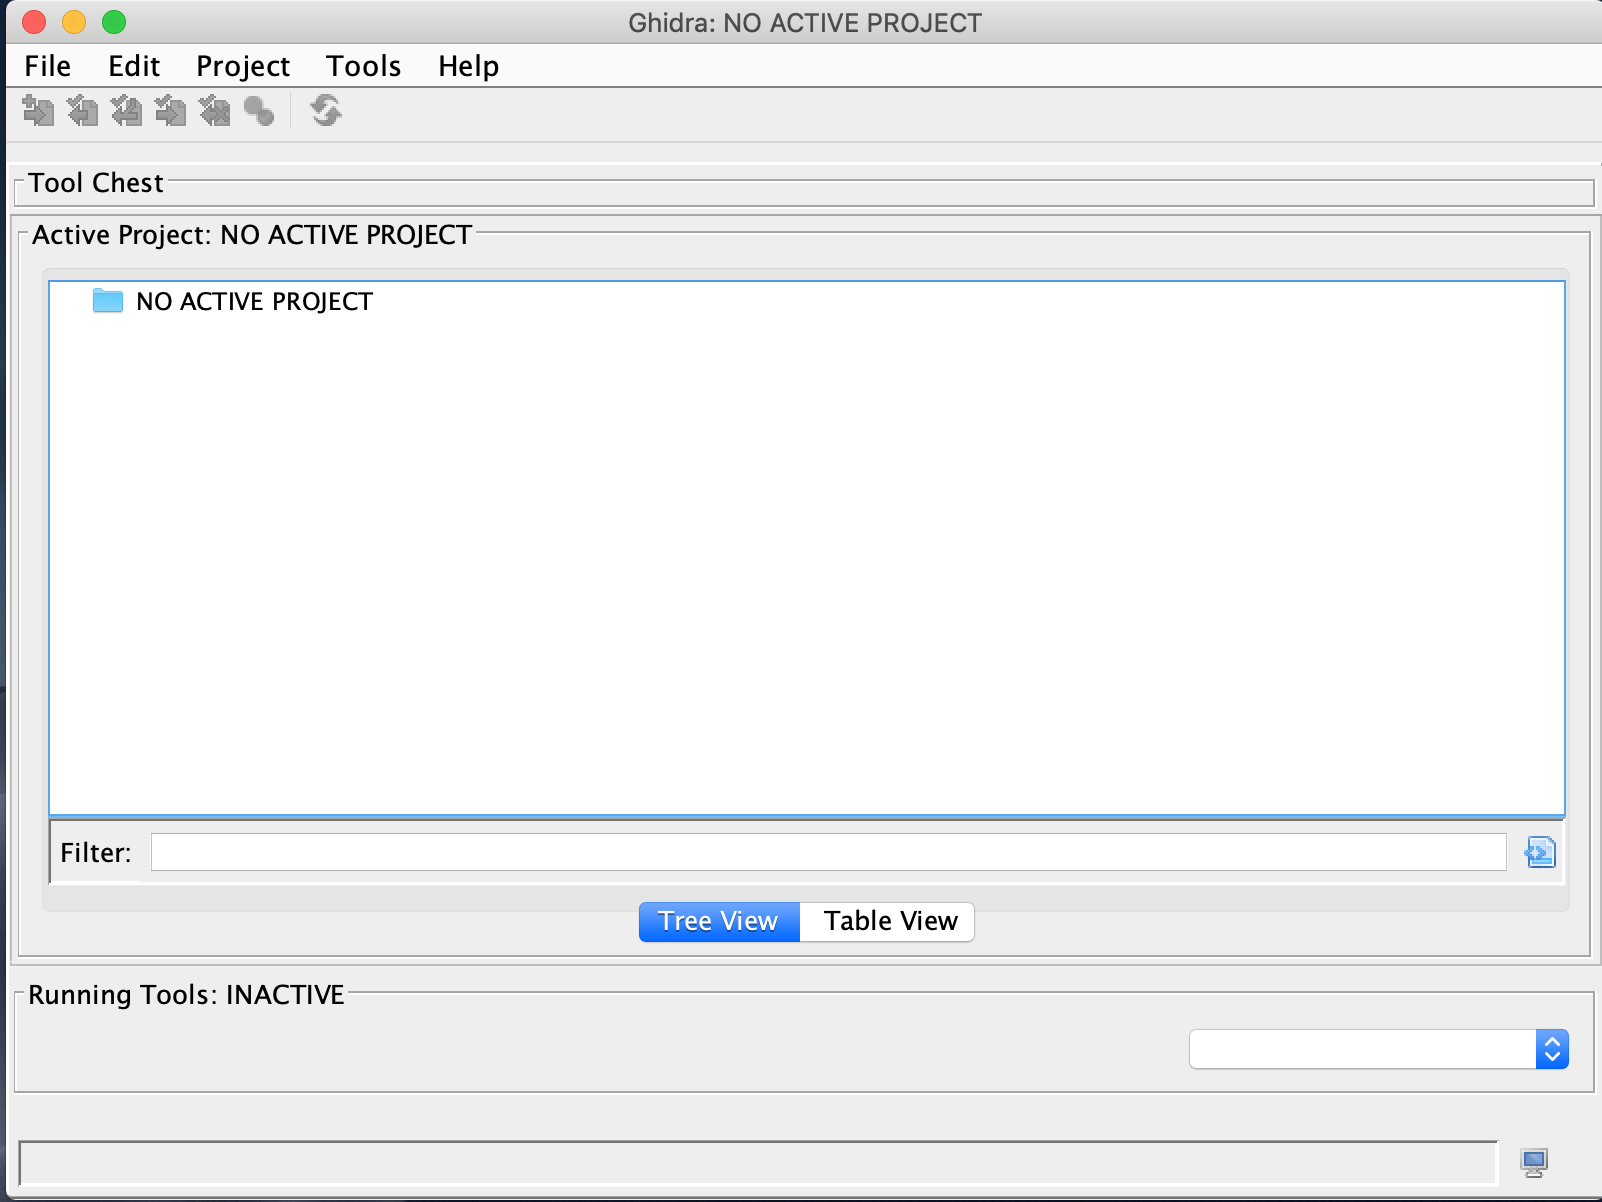 Ghidra: NO ACTIVE PROJECT
File Edit Project Tools Help
Tool Chest
Active Project: NO ACTIVE PROJECT
NO ACTIVE PROJECT
Filter:
Tree View Table View
Running Tools: INACTIVE